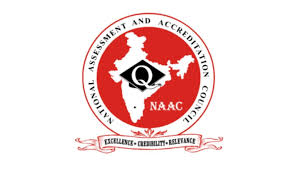 NATIONAL ASSESSMENT AND ACCREDITATION COUNCIL
Q
NAAC
EXCELLENCE • CREDIBILITY • RELEVANCE